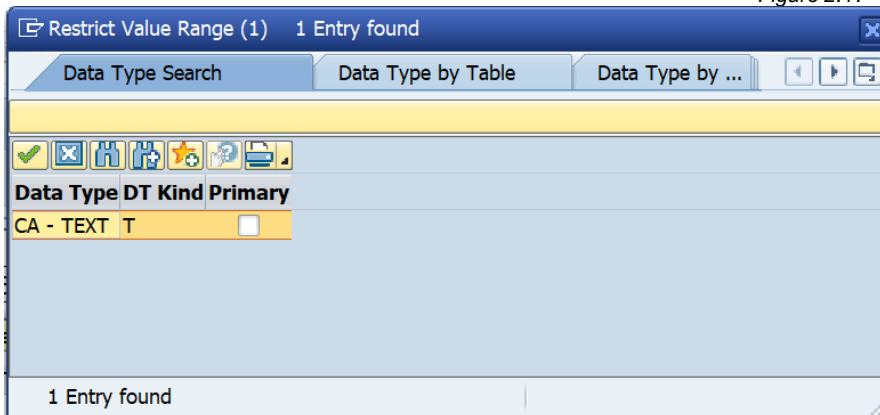 Restrict Value Range (1) 1 Entry found
Data Type Search Data Type by Table Data Type by ...
Data Type DT Kind Primary
CA - TEXT T
1 Entry found